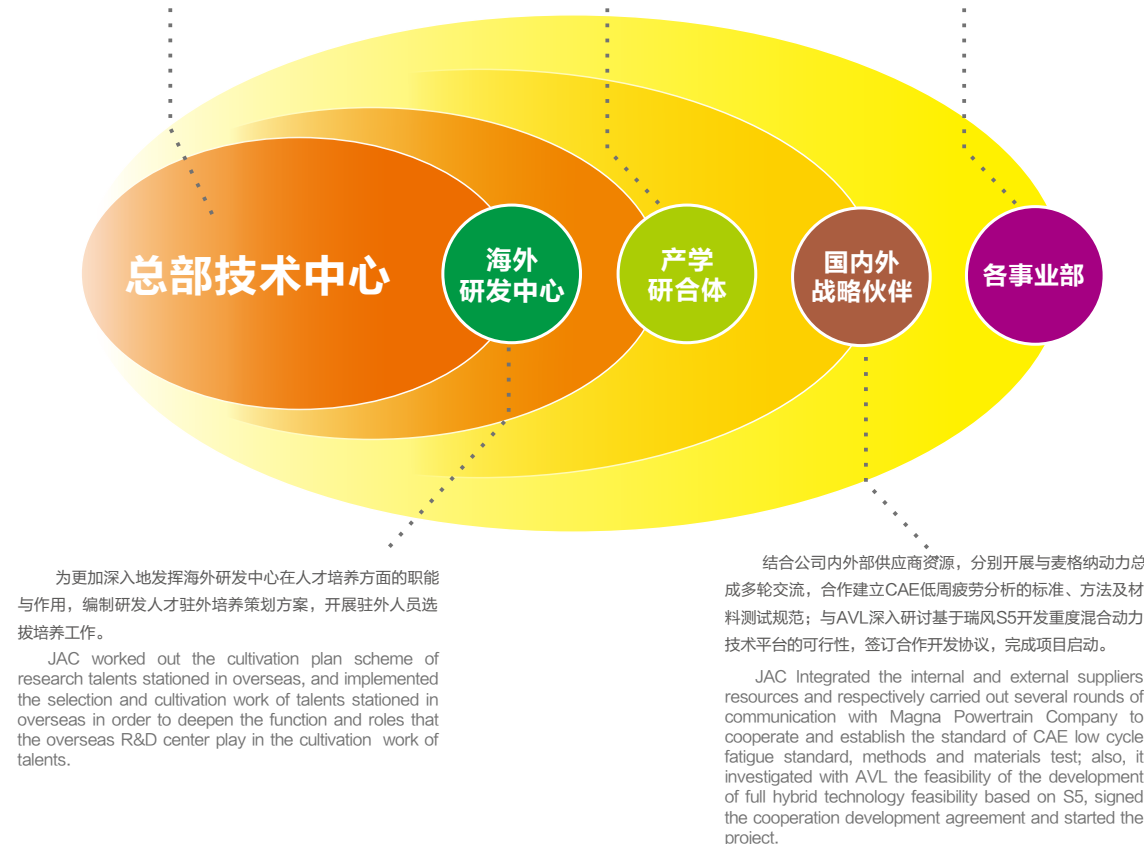 总部技术中心
海外
研发中心
产学
研合体
国内外
战略伙伴
各事业部
为更加深入地发挥海外研发中心在人才培养方面的职能
与作用，编制研发人才驻外培养策划方案，开展驻外人员选
拔培养工作。
JAC worked out the cultivation plan scheme of
research talents stationed in overseas, and implemented
the selection and cultivation work of talents stationed in
overseas in order to deepen the function and roles that
the overseas R&D center play in the cultivation work of
talents.
结合公司内外部供应商资源，分别开展与麦格纳动力总
成多轮交流，合作建立CAE低周疲劳分析的标准、方法及材
料测试规范；与AVL深入研讨基于瑞风S5开发重度混合动力
技术平台的可行性，签订合作开发协议，完成项目启动。
JAC Integrated the internal and external suppliers
resources and respectively carried out several rounds of
communication with Magna Powertrain Company to
cooperate and establish the standard of CAE low cycle
fatigue standard, methods and materials test; also, it
investigated with AVL the feasibility of the development
of full hybrid technology feasibility based on S5, signed
the cooperation development agreement and started the
project.